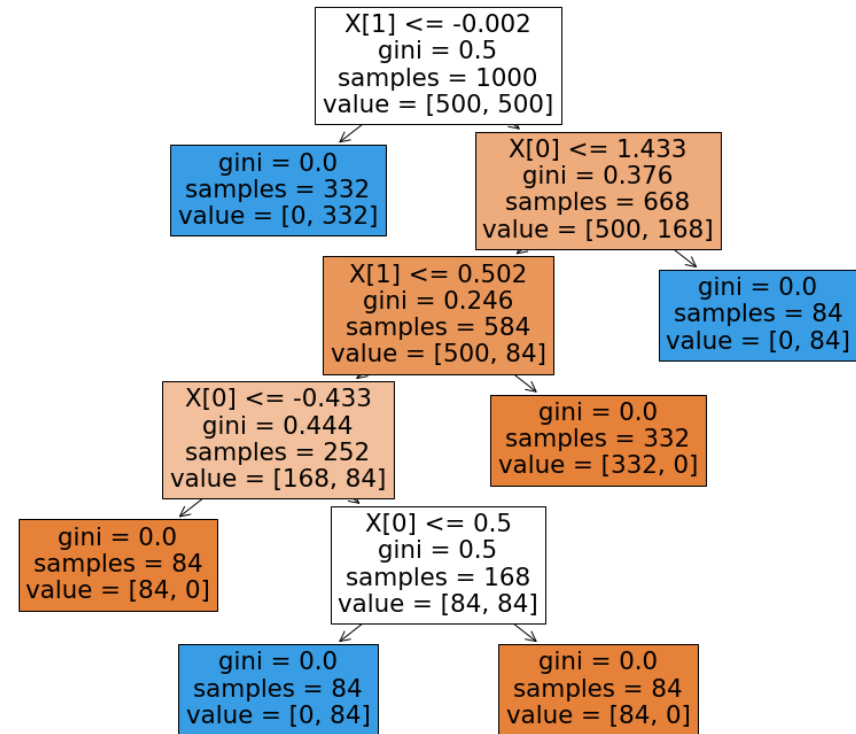 X[1] <= -0.002
gini = 0.5
samples = 1000
value = [500, 500]
gini = 0.0
samples = 332
value = [0, 332]
X[0] <= 1.433
gini = 0.376
samples = 668
value = [500, 168]
X[1] <= 0.502
gini = 0.246
samples = 584
value = [500, 84]
gini = 0.0
samples = 84
value = [0, 84]
X[0] <= -0.433
gini = 0.444
samples = 252
value = [168, 84]
gini = 0.0
samples = 332
value = [332, 0]
gini = 0.0
samples = 84
value = [84, 0]
X[0] <= 0.5
gini = 0.5
samples = 168
value = [84, 84]
gini = 0.0
samples = 84
value = [0, 84]
gini = 0.0
samples = 84
value = [84, 0]